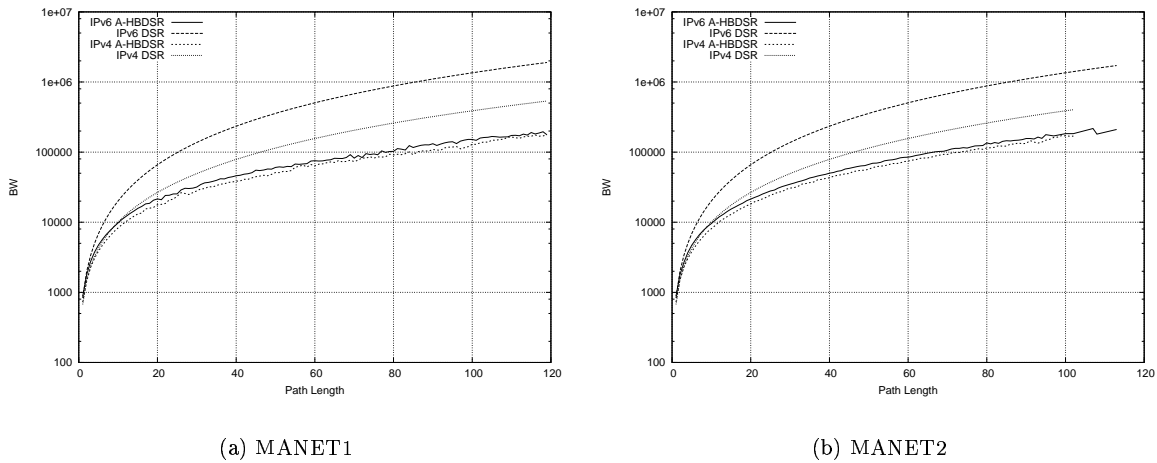 1e+07
1e+06
100000
10000
1000
100
BW
IPv6 A-HBDSR
IPv6 DSR
IPv4 A-HBDSR
IPv4 DSR
0 20 40 60 80 100 120
Path Length
(a) MANET1
1e+07
1e+06
100000
10000
1000
100
BW
IPv6 A-HBDSR
IPv6 DSR
IPv4 A-HBDSR
IPv4 DSR
0 20 40 60 80 100 120
Path Length
(b) MANET2